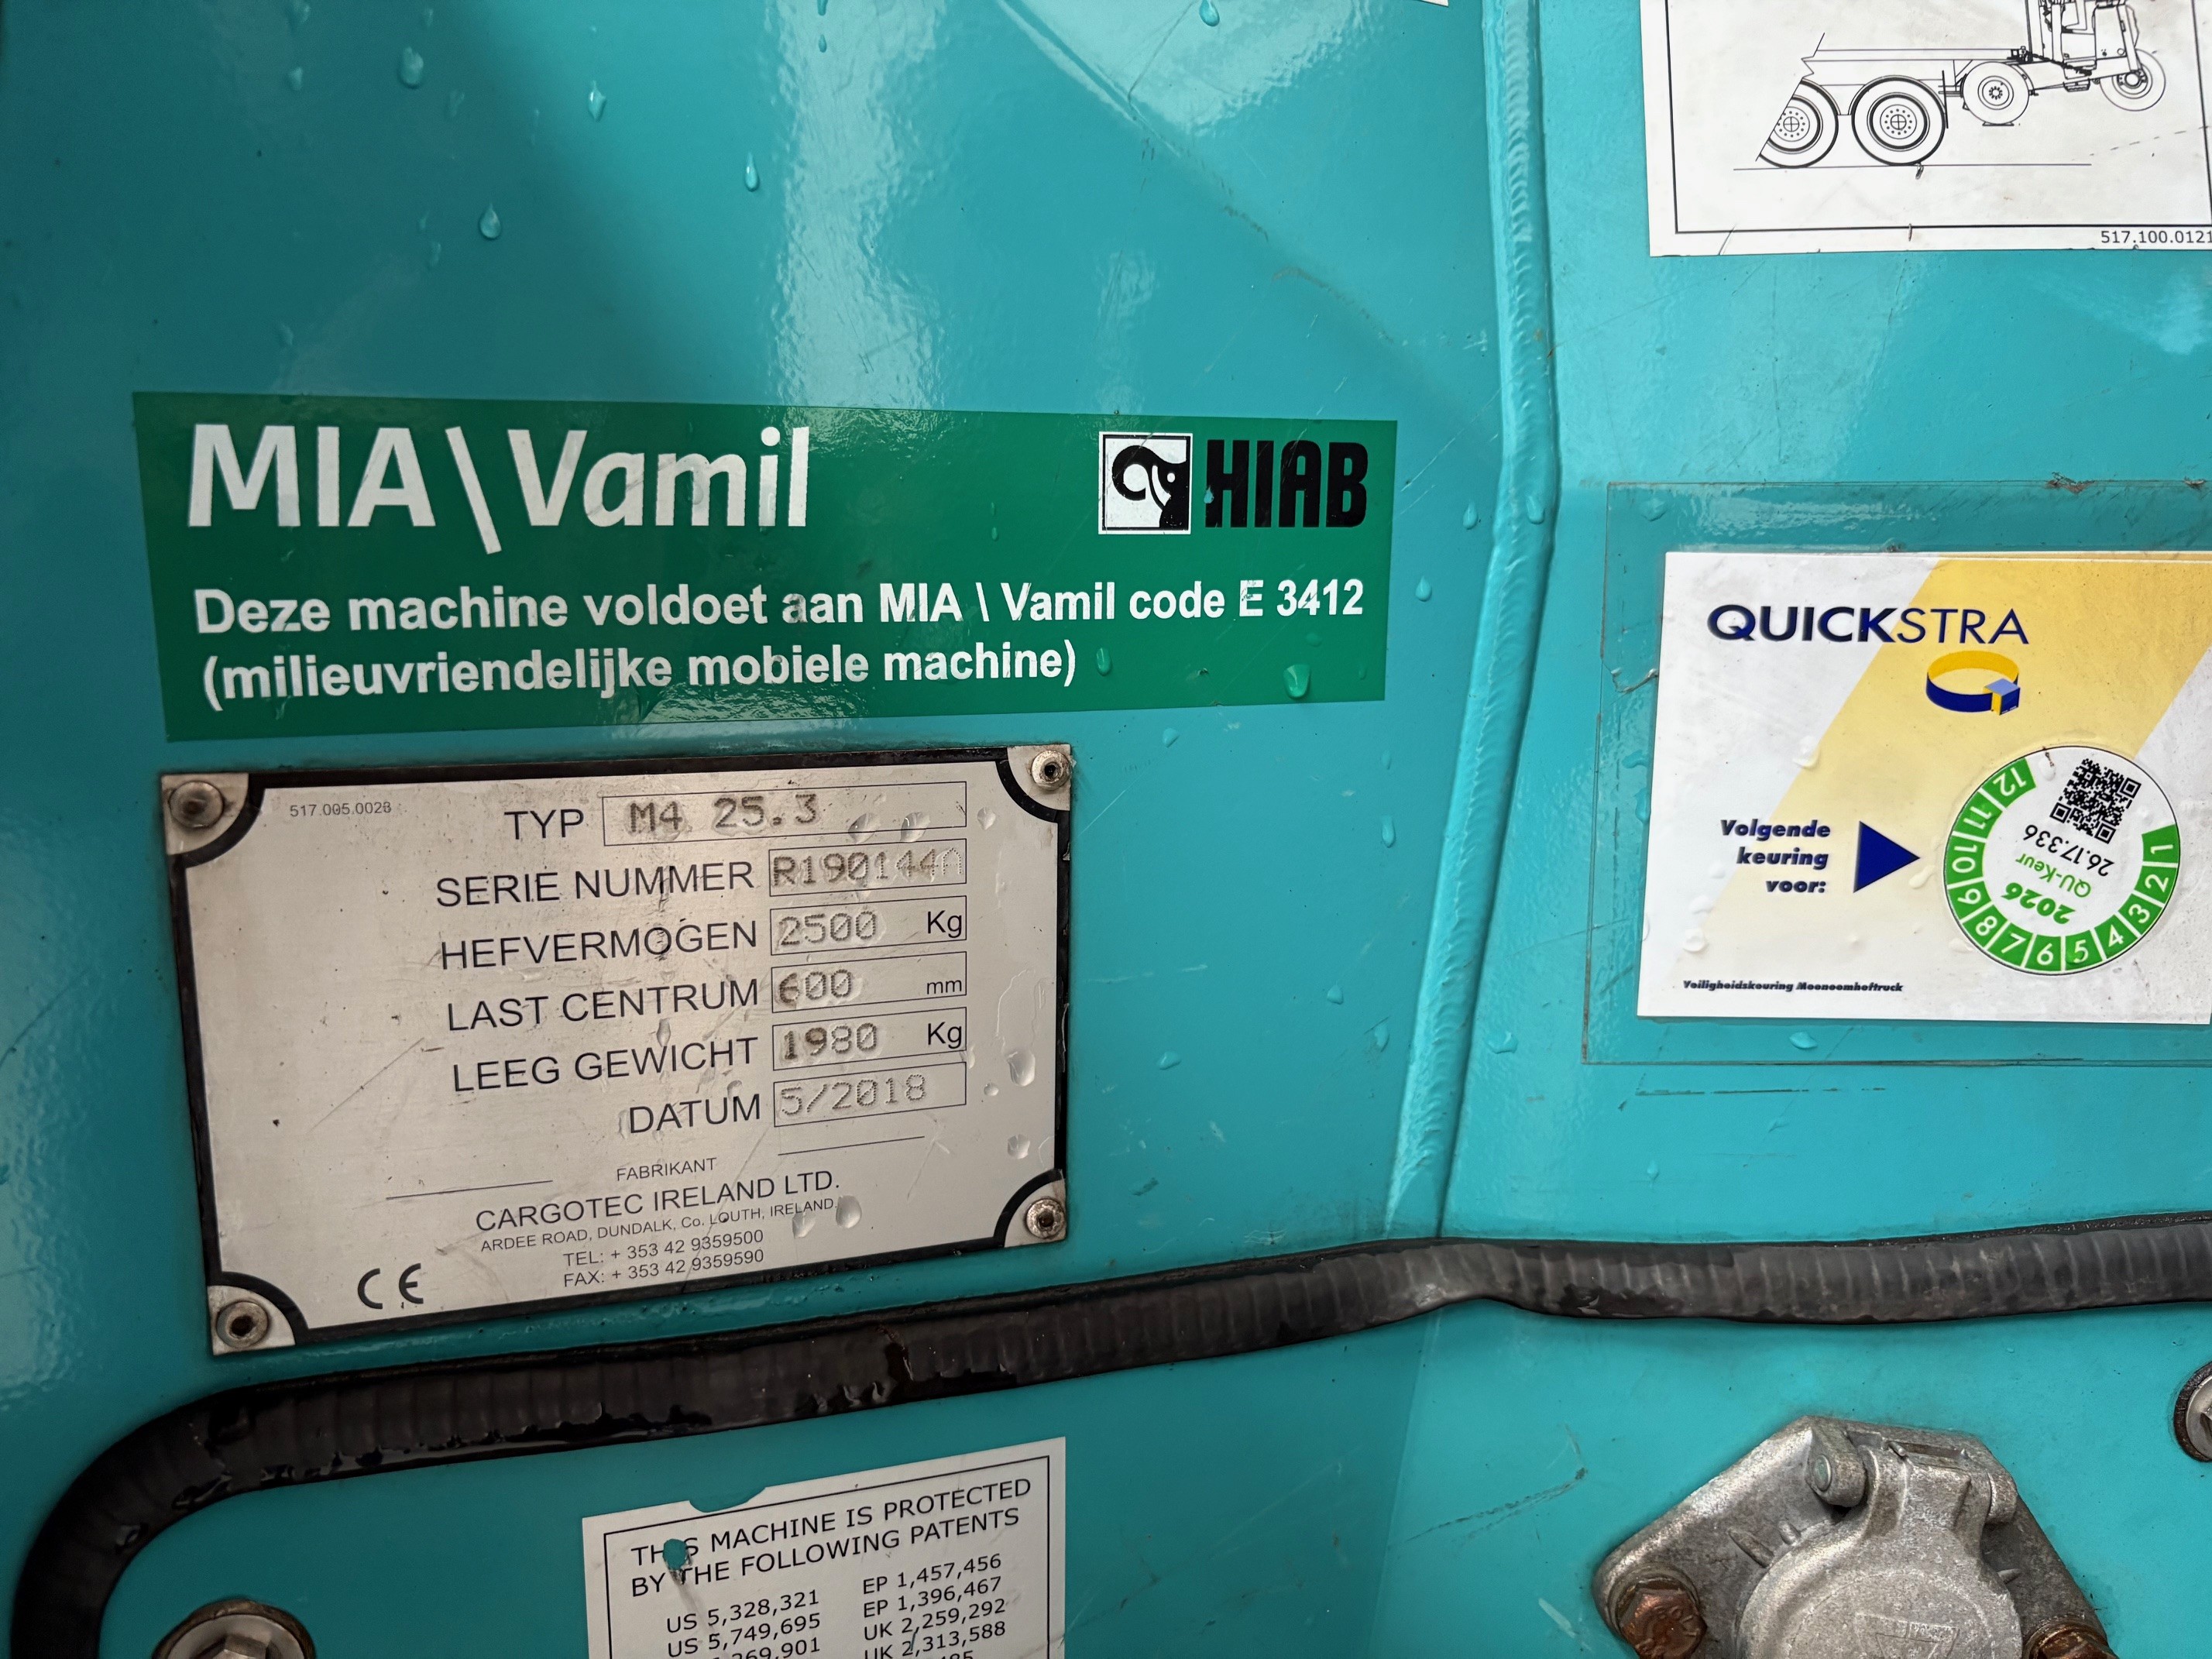 517.100.0121
MIA\Vamil
HIAB
Deze machine voldoet aan MIA \ Vamil code E 3412
(milieuvriendelijke mobiele machine)
517.005.0028
TYP M4 25.3
SERIE NUMMER
HEFVERMOGEN 2500 Kg
LAST CENTRUM 600 mm
LEEG GEWICHT 1980 Kg
DATUM 5/2018
FABRIKANT
CARGOTEC IRELAND LTD.
ARDEE ROAD, DUNDALK, Co. LOUTH, IRELAND.
TEL: + 353 42 9359500
FAX: + 353 42 9359590
CE
QUICKSTRA
Volgende
keuring
voor:
1 2 3 4 5 6 7 8 9 10 11 12
2026
QU-Keur
26.17.336
Veiligheidskeuring Meeneemheftruck
THIS MACHINE IS PROTECTED
BY THE FOLLOWING PATENTS
US 5,328,321 EP 1,457,456
US 5,749,695 EP 1,396,467
UK 2,259,292
UK 2,313,588